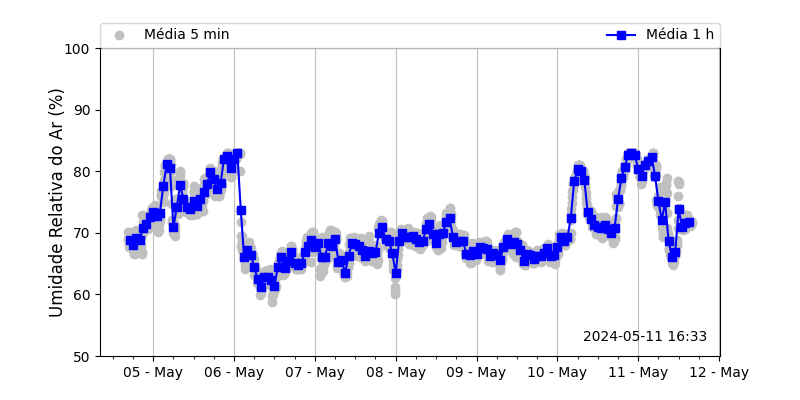 Média 5 min
Média 1 h
Umidade Relativa do Ar (%)
100
90
80
70
60
50
2024-05-11 16:33
05 - May
06 - May
07 - May
08 - May
09 - May
10 - May
11 - May
12 - May